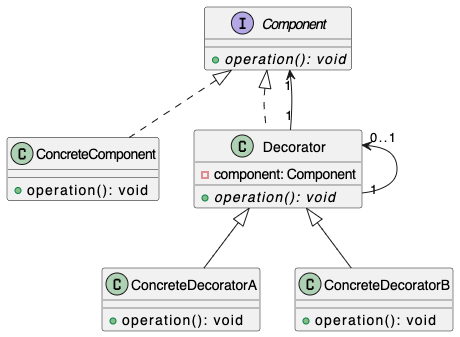 I Component
operation(): void
1
1
C ConcreteComponent
operation(): void
C Decorator
component: Component
operation(): void
0..1
1
C ConcreteDecoratorA
operation(): void
C ConcreteDecoratorB
operation(): void